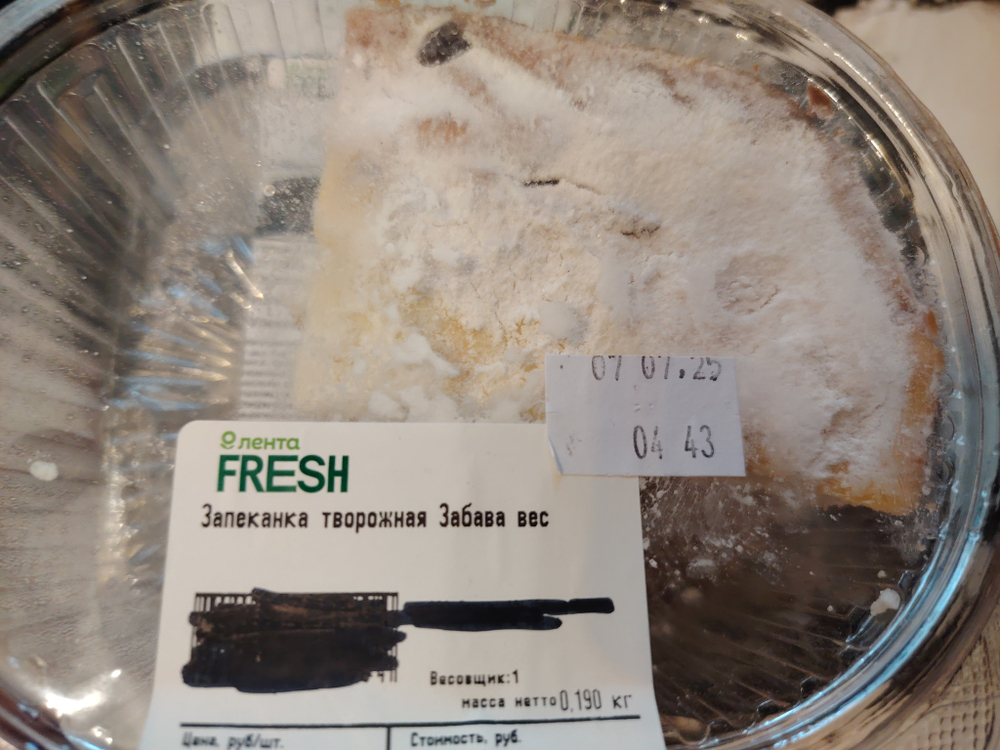 07 07.25
04 43
лента
FRESH
Запеканка творожная Забава вес
Весовщик:1
масса нетто 0,190 кг
Цена, руб/шт.
Стоимость, руб.